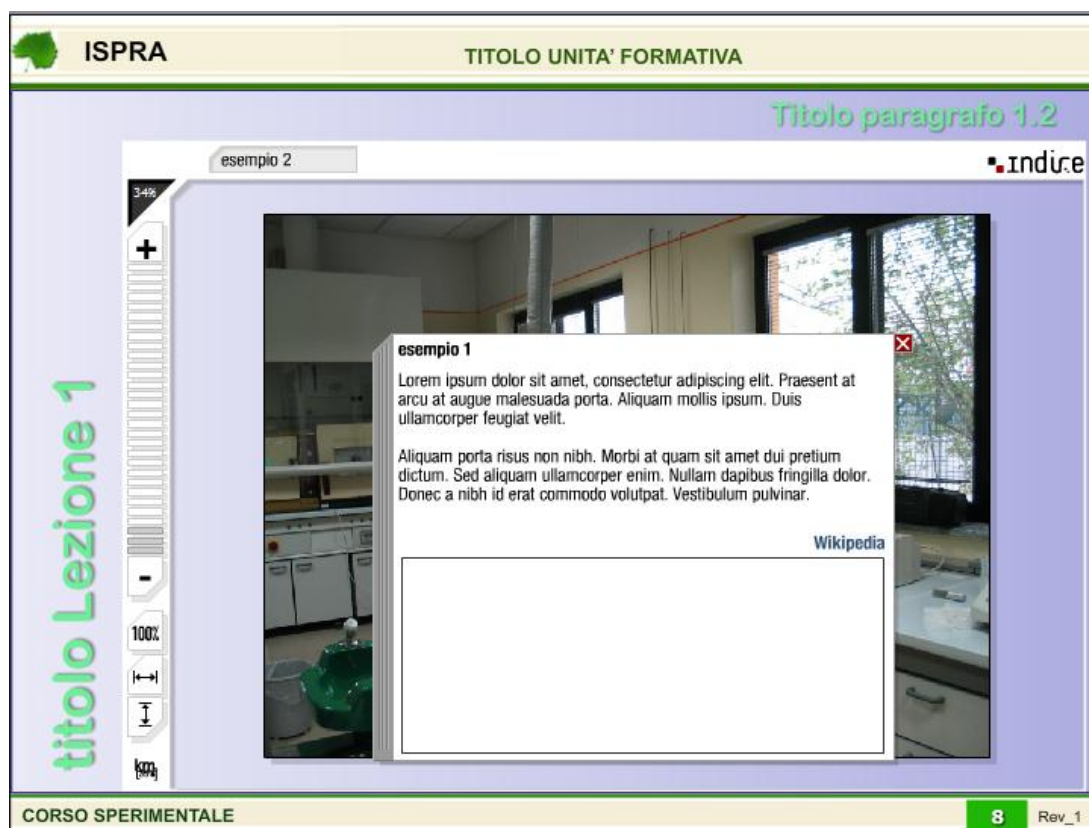 ISPRA
TITOLO UNITA' FORMATIVA
Titolo paragrafo 1.2
esempio 2
indice
34%
+
esempio 1
Lorem ipsum dolor sit amet, consectetur adipiscing elit. Praesent at
arcu at augue malesuada porta. Aliquam mollis ipsum. Duis
ullamcorper feugiat velit.
Aliquam porta risus non nibh. Morbi at quam sit amet dui pretium
dictum. Sed aliquam ullamcorper enim. Nullam dapibus fringilla dolor.
Donec a nibh id erat commodo volutpat. Vestibulum pulvinar.
Wikipedia
-
100%
titolo Lezione 1
CORSO SPERIMENTALE
8
Rev_1